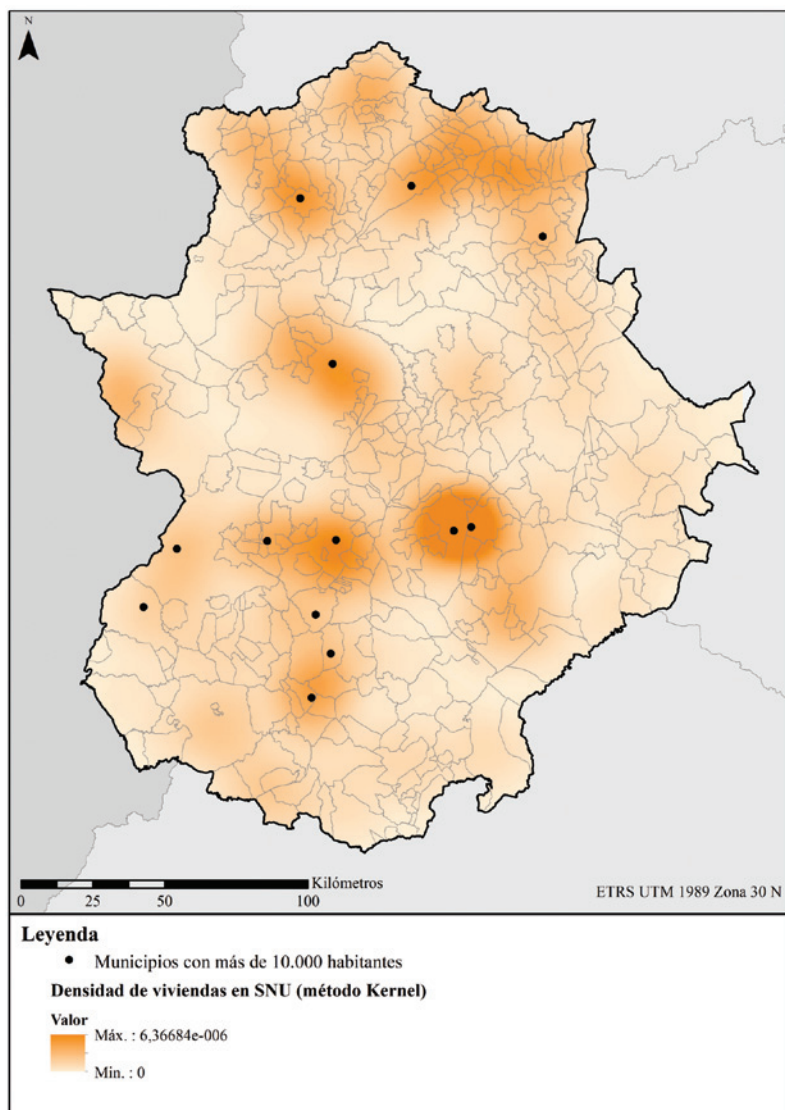 N
Kilómetros
0 25 50 100
ETRS UTM 1989 Zona 30 N
Leyenda
Municipios con más de 10.000 habitantes
Densidad de viviendas en SNU (método Kernel)
Valor
Máx. : 6,36684e-006
Min. : 0